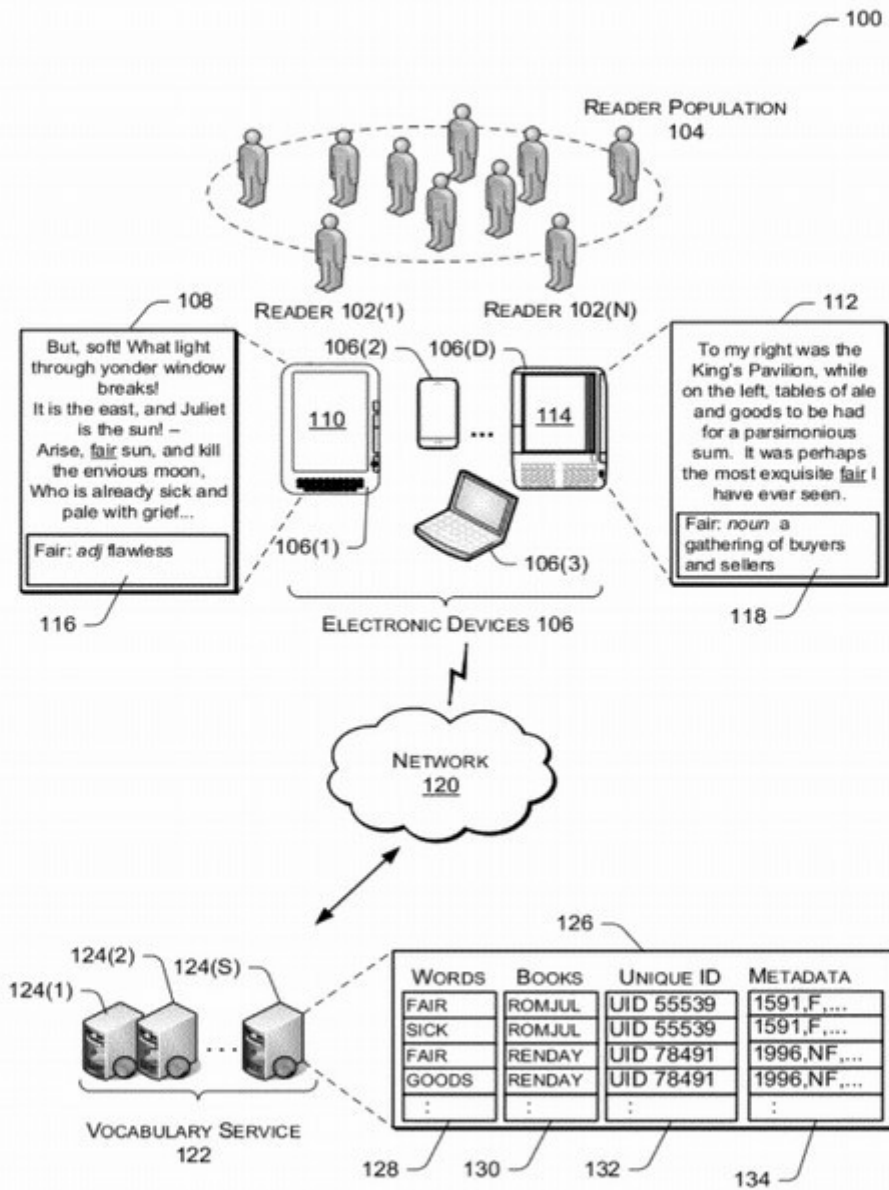 100
READER POPULATION
104
READER 102(1)
READER 102(N)
108
But, soft! What light
through yonder window
breaks!
It is the east, and Juliet
is the sun! –
Arise, fair sun, and kill
the envious moon,
Who is already sick and
pale with grief...
Fair: adj flawless
116
106(2)
106(D)
110
114
...
106(1)
106(3)
ELECTRONIC DEVICES 106
112
To my right was the
King's Pavilion, while
on the left, tables of ale
and goods to be had
for a parsimonious
sum. It was perhaps
the most exquisite fair I
have ever seen.
Fair: noun a
gathering of buyers
and sellers
118
NETWORK
120
124(1)
124(2)
124(S)
...
VOCABULARY SERVICE
122
126
WORDS BOOKS UNIQUE ID METADATA
FAIR ROMJUL UID 55539 1591,F,...
SICK ROMJUL UID 55539 1591,F,...
FAIR RENDAY UID 78491 1996,NF,...
GOODS RENDAY UID 78491 1996,NF,...
: : : :
128 130 132 134